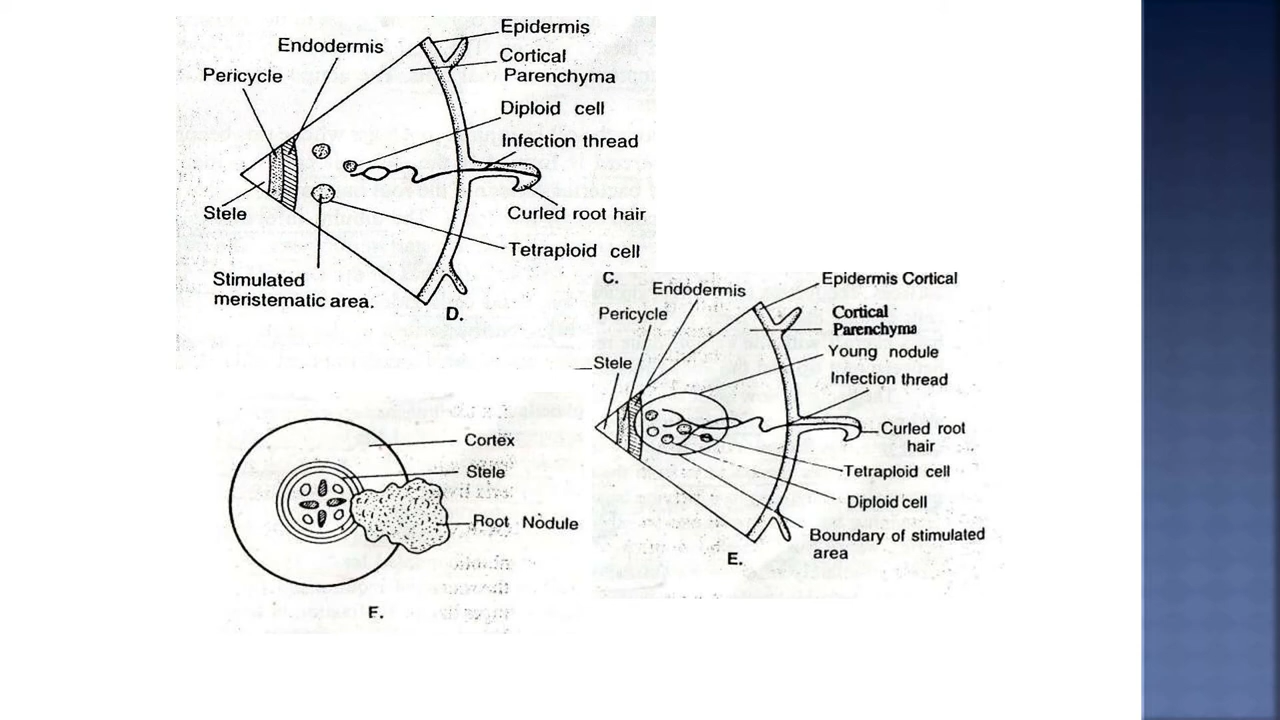 Epidermis
Endodermis
Cortical
Parenchyma
Pericycle
Diploid cell
Infection thread
Stele
Curled root hair
Tetraploid cell
Stimulated
meristematic area.
D.
C.
Epidermis Cortical
Endodermis
Cortical
Parenchyma
Pericycle
Young nodule
Stele
Infection thread
Curled root
hair
Tetraploid cell
Diploid cell
Boundary of stimulated
area
E.
Cortex
Stele
Root Nodule
F.